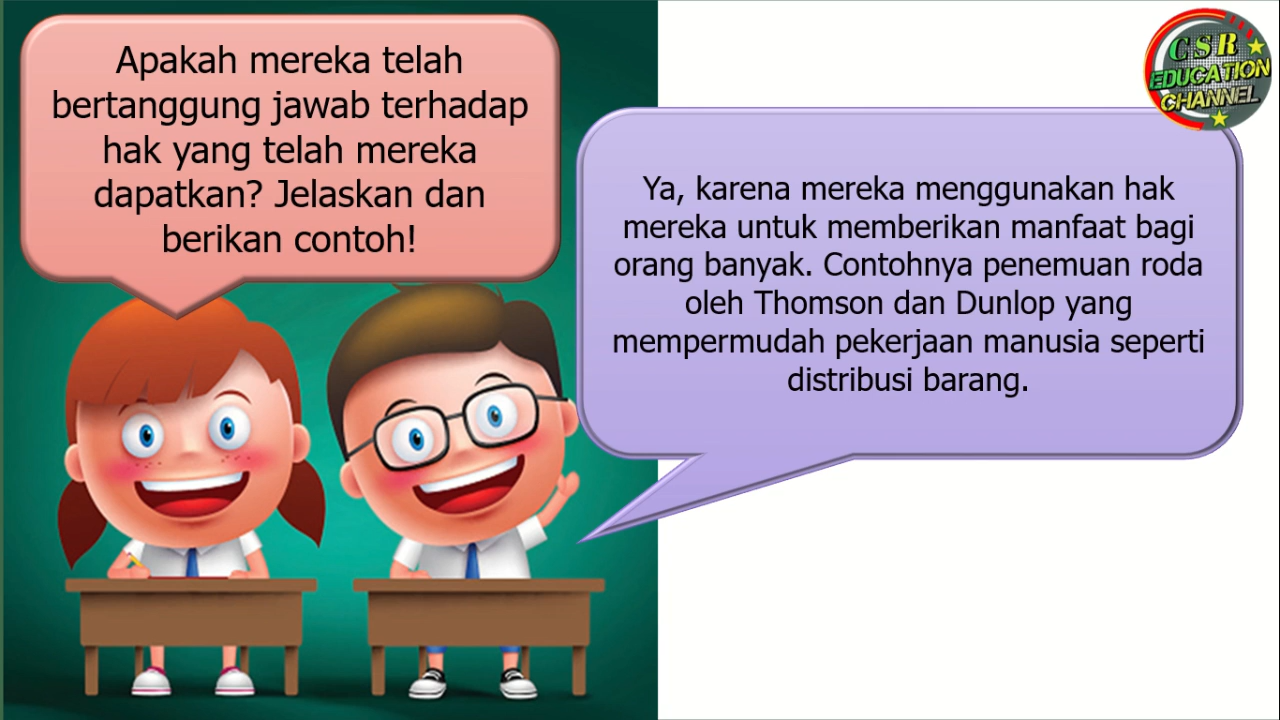 Apakah mereka telah
bertanggung jawab terhadap
hak yang telah mereka
dapatkan? Jelaskan dan
berikan contoh!
CSR
EDUCATION
CHANNEL
Ya, karena mereka menggunakan hak
mereka untuk memberikan manfaat bagi
orang banyak. Contohnya penemuan roda
oleh Thomson dan Dunlop yang
mempermudah pekerjaan manusia seperti
distribusi barang.